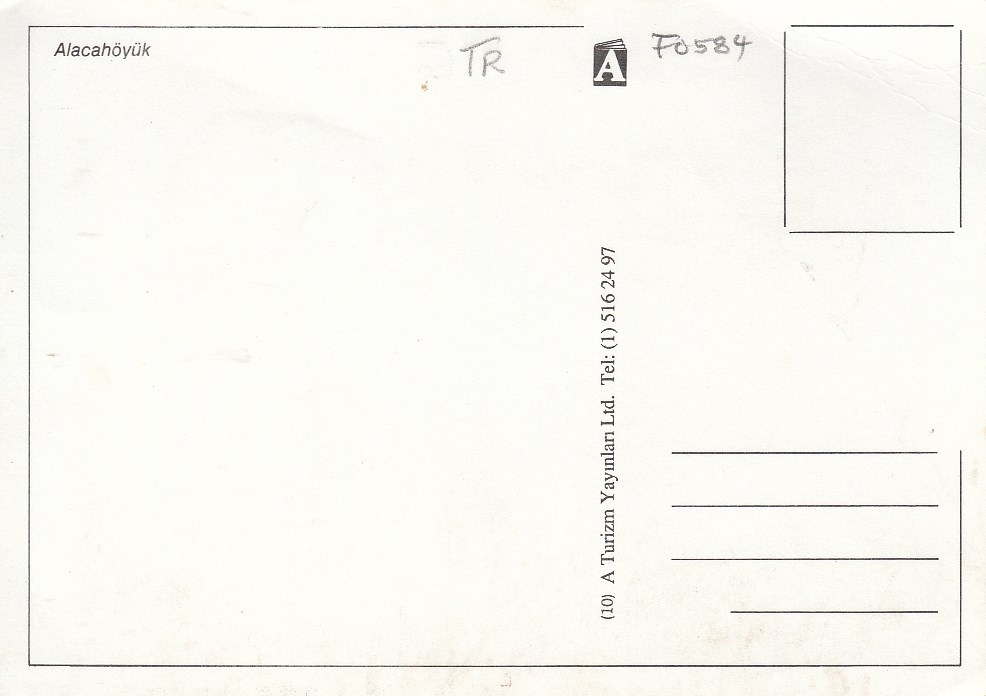 Alacahöyük
TR
A
F0584
(10) A Turizm Yayınları Ltd. Tel: (1) 516 24 97